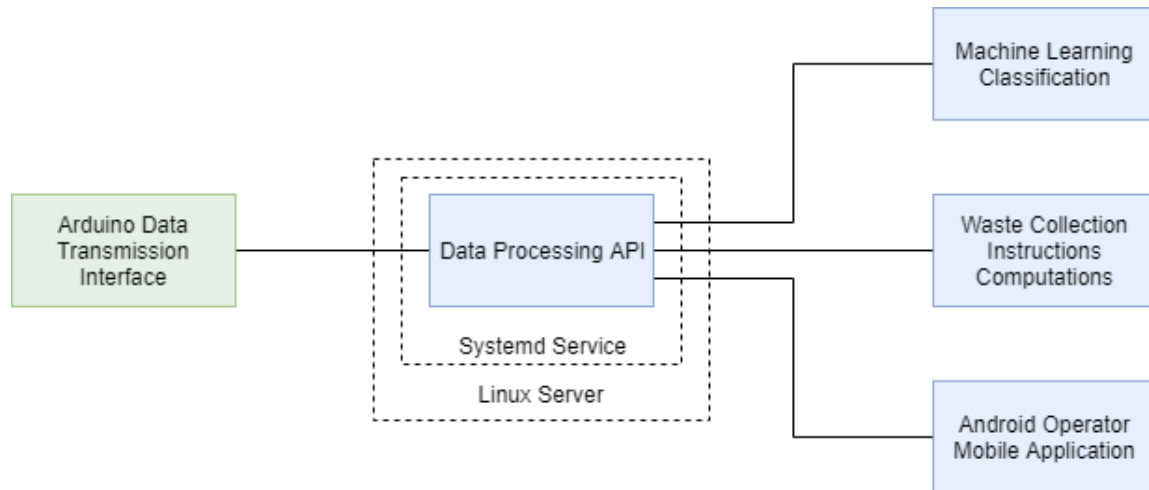 Machine Learning
Classification
Arduino Data
Transmission
Interface
Data Processing API
Waste Collection
Instructions
Computations
Systemd Service
Linux Server
Android Operator
Mobile Application